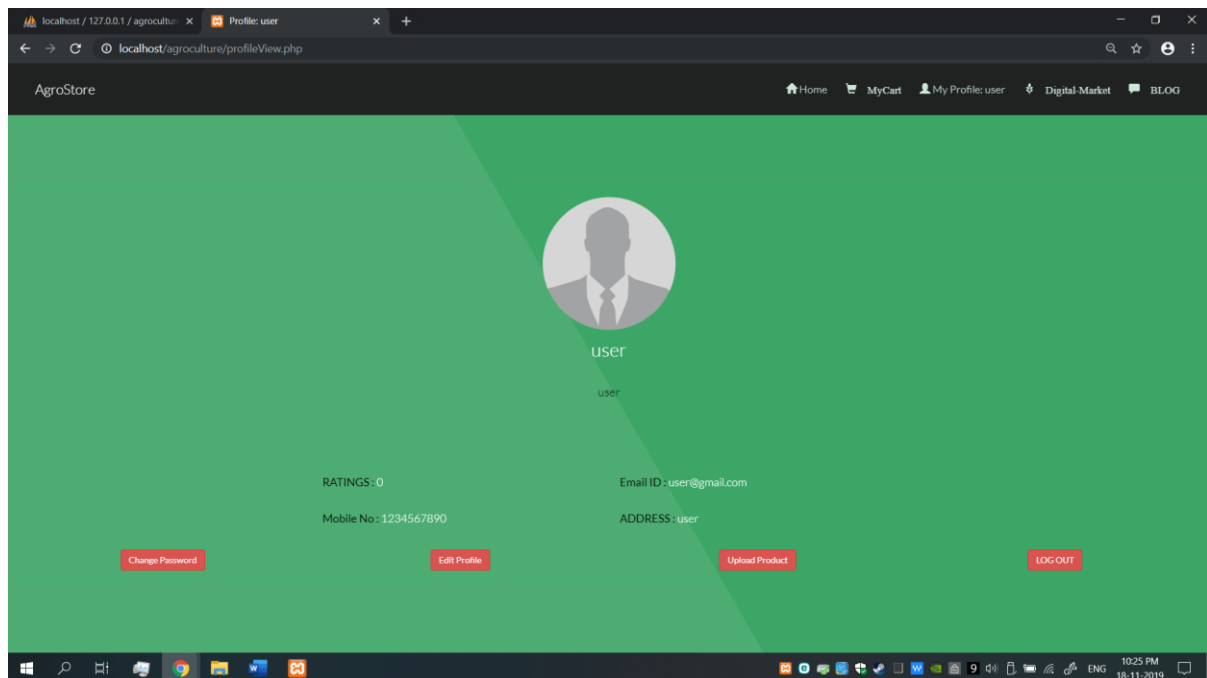 localhost / 127.0.0.1 / agrocultur
Profile: user
localhost/agroculture/profileView.php
AgroStore
Home MyCart My Profile: user Digital-Market BLOG
user
user
RATINGS : 0 Email ID : user@gmail.com
Mobile No : 1234567890 ADDRESS : user
Change Password Edit Profile Upload Product LOG OUT
9 ENG 10:25 PM
18-11-2019